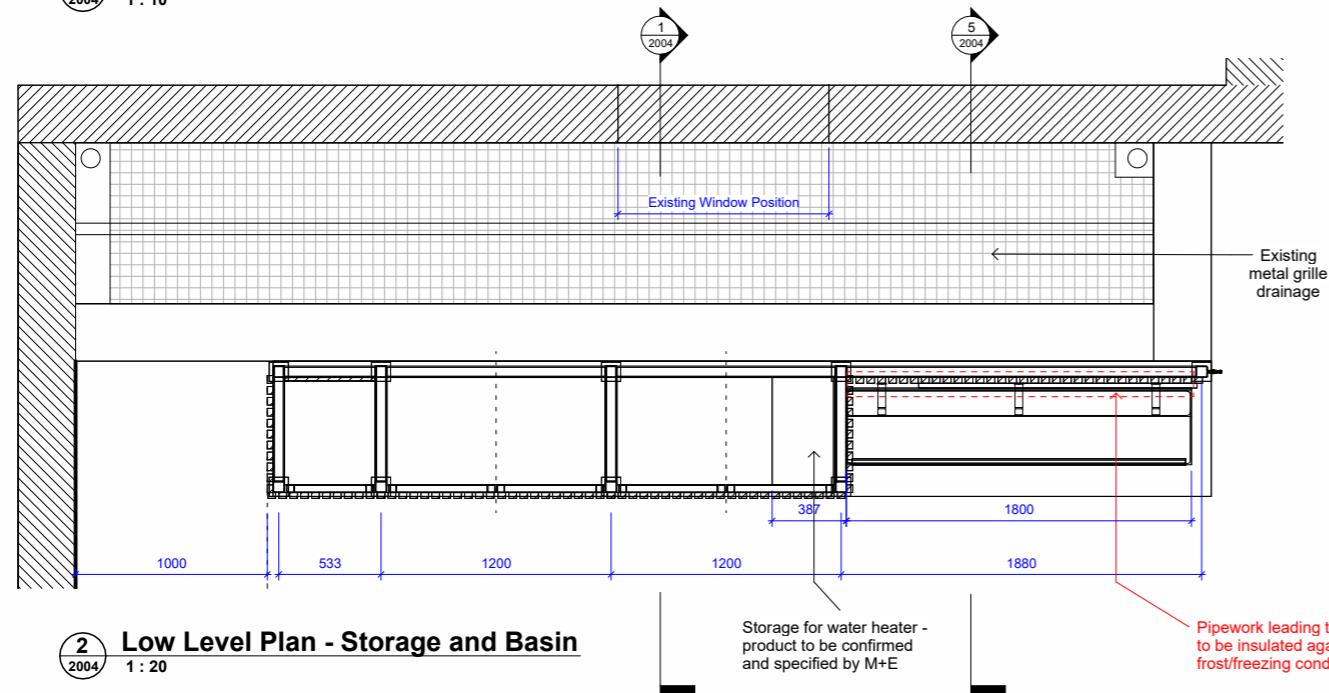 2004
1 : 10
1
2004
5
2004
Existing Window Position
Existing
metal grille
drainage
387
1800
1000
533
1200
1200
1880
2
2004
Low Level Plan - Storage and Basin
1 : 20
Storage for water heater -
product to be confirmed
and specified by M+E
Pipework leading t
to be insulated aga
frost/freezing cond